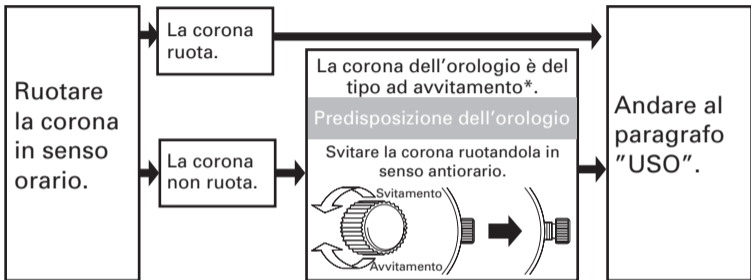 Ruotare
la corona
in senso
orario.
La corona
ruota.
La corona
non ruota.
La corona dell'orologio è del
tipo ad avvitamento*.
Predisposizione dell'orologio
Svitare la corona ruotandola in
senso antiorario.
Svitamento
Avvitamento
Andare al
paragrafo
"USO".